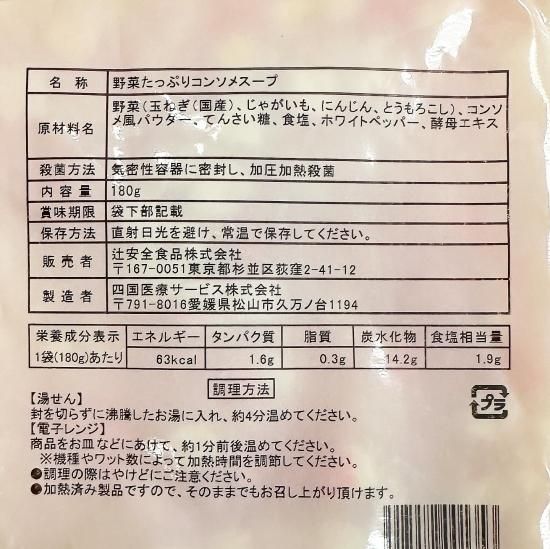 名 称 野菜たっぷりコンソメスープ
原材料名 野菜(玉ねぎ(国産)、じゃがいも、にんじん、とうもろこし)、コンソ
メ風パウダー、てんさい糖、食塩、ホワイトペッパー、酵母エキス
殺菌方法 気密性容器に密封し、加圧加熱殺菌
内 容 量 180g
賞味期限 袋下部記載
保存方法 直射日光を避け、常温で保存してください。
販 売 者 辻安全食品株式会社
〒167-0051東京都杉並区荻窪2-41-12
製 造 者 四国医療サービス株式会社
〒791-8016愛媛県松山市久万ノ台1194
栄養成分表示 エネルギー タンパク質 脂質 炭水化物 食塩相当量
1袋(180g)あたり 63kcal 1.6g 0.3g 14.2g 1.9g
調理方法
【湯せん】
封を切らずに沸騰したお湯に入れ、約4分温めてください。
【電子レンジ】
商品をお皿などにあけて、約1分前後温めてください。
※機種やワット数によって加熱時間を調節してください。
●調理の際はやけどにご注意ください。
●加熱済み製品ですので、そのままでもお召し上がり頂けます。
プラ